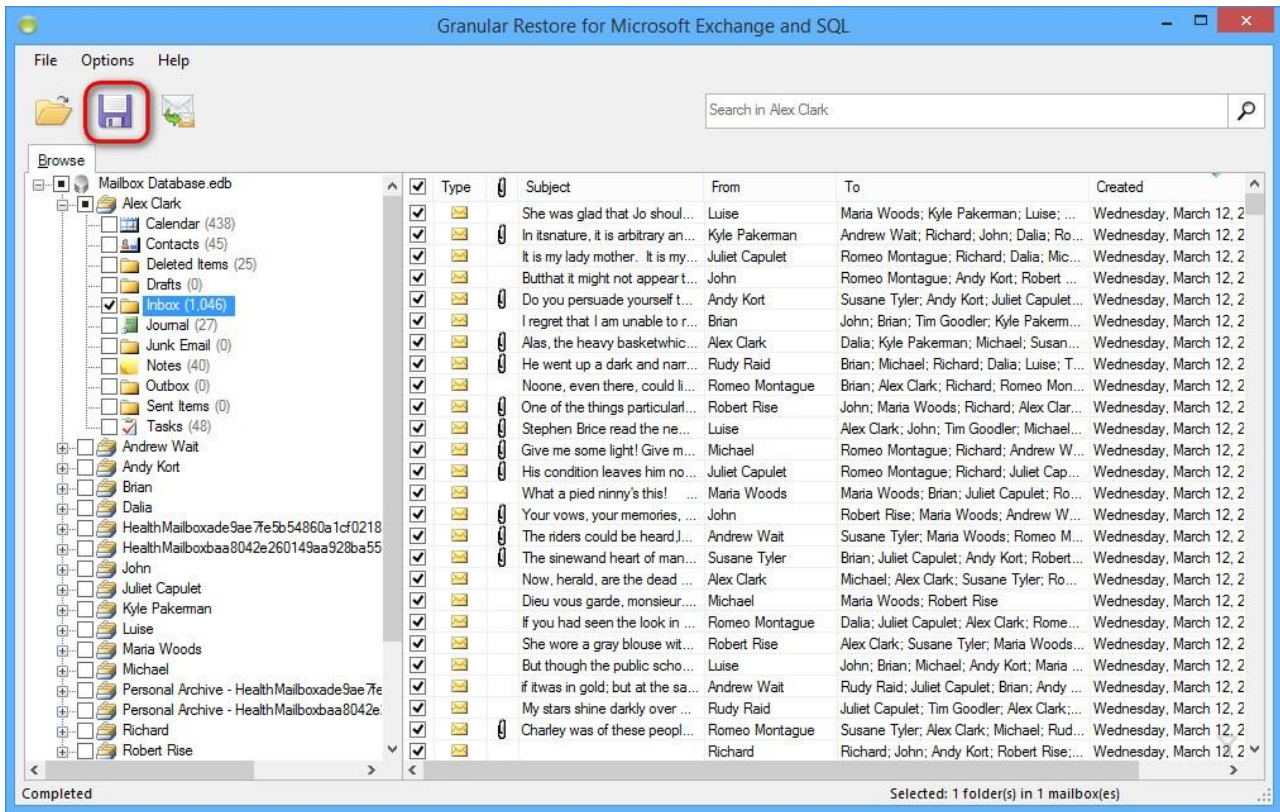 Granular Restore for Microsoft Exchange and SQL
File Options Help
Search in Alex Clark
Browse
Mailbox Database.edb
Alex Clark
Calendar (438)
Contacts (45)
Deleted Items (25)
Drafts (0)
Inbox (1,046)
Journal (27)
Junk Email (0)
Notes (40)
Outbox (0)
Sent Items (0)
Tasks (48)
Andrew Wait
Andy Kort
Brian
Dalia
HealthMailboxade9ae7fe5b54860a1cf0218
HealthMailboxbaa8042e260149aa928ba55
John
Juliet Capulet
Kyle Pakerman
Luise
Maria Woods
Michael
Personal Archive - HealthMailboxade9ae7fe
Personal Archive - HealthMailboxbaa8042e
Richard
Robert Rise
Type Subject From To Created
She was glad that Jo shoul... Luise Maria Woods; Kyle Pakerman; Luise; ... Wednesday, March 12, 2
In itsnature, it is arbitrary an... Kyle Pakerman Andrew Wait; Richard; John; Dalia; Ro... Wednesday, March 12, 2
It is my lady mother. It is my... Juliet Capulet Romeo Montague; Richard; Dalia; Mic... Wednesday, March 12, 2
Butthat it might not appear t... John Romeo Montague; Andy Kort; Robert ... Wednesday, March 12, 2
Do you persuade yourself t... Andy Kort Susane Tyler; Andy Kort; Juliet Capulet... Wednesday, March 12, 2
I regret that I am unable to r... Brian John; Brian; Tim Goodler; Kyle Pakerm... Wednesday, March 12, 2
Alas, the heavy basketwhic... Alex Clark Dalia; Kyle Pakerman; Michael; Susan... Wednesday, March 12, 2
He went up a dark and narr... Rudy Raid Brian; Michael; Richard; Dalia; Luise; T... Wednesday, March 12, 2
Noone, even there, could li... Romeo Montague Brian; Alex Clark; Richard; Romeo Mon... Wednesday, March 12, 2
One of the things particularl... Robert Rise John; Maria Woods; Richard; Alex Clar... Wednesday, March 12, 2
Stephen Brice read the ne... Luise Alex Clark; John; Tim Goodler; Michael... Wednesday, March 12, 2
Give me some light! Give m... Michael Romeo Montague; Richard; Andrew W... Wednesday, March 12, 2
His condition leaves him no... Juliet Capulet Romeo Montague; Richard; Juliet Cap... Wednesday, March 12, 2
What a pied ninny's this! ... Maria Woods Maria Woods; Brian; Juliet Capulet; Ro... Wednesday, March 12, 2
Your vows, your memories, ... John Robert Rise; Maria Woods; Andrew W... Wednesday, March 12, 2
The riders could be heard,I... Andrew Wait Susane Tyler; Maria Woods; Romeo M... Wednesday, March 12, 2
The sinewand heart of man... Susane Tyler Brian; Juliet Capulet; Andy Kort; Robert... Wednesday, March 12, 2
Now, herald, are the dead ... Alex Clark Michael; Alex Clark; Susane Tyler; Ro... Wednesday, March 12, 2
Dieu vous garde, monsieur.... Michael Maria Woods; Robert Rise Wednesday, March 12, 2
If you had seen the look in ... Romeo Montague Dalia; Juliet Capulet; Alex Clark; Rome... Wednesday, March 12, 2
She wore a gray blouse wit... Robert Rise Alex Clark; Susane Tyler; Maria Woods... Wednesday, March 12, 2
But though the public scho... Luise John; Brian; Michael; Andy Kort; Maria ... Wednesday, March 12, 2
if itwas in gold; but at the sa... Andrew Wait Rudy Raid; Juliet Capulet; Brian; Andy ... Wednesday, March 12, 2
My stars shine darkly over ... Rudy Raid Juliet Capulet; Tim Goodler; Alex Clark;... Wednesday, March 12, 2
Charley was of these peopl... Romeo Montague Susane Tyler; Alex Clark; Michael; Rud... Wednesday, March 12, 2
Richard Richard; John; Andy Kort; Robert Rise;... Wednesday, March 12, 2
Completed
Selected: 1 folder(s) in 1 mailbox(es)